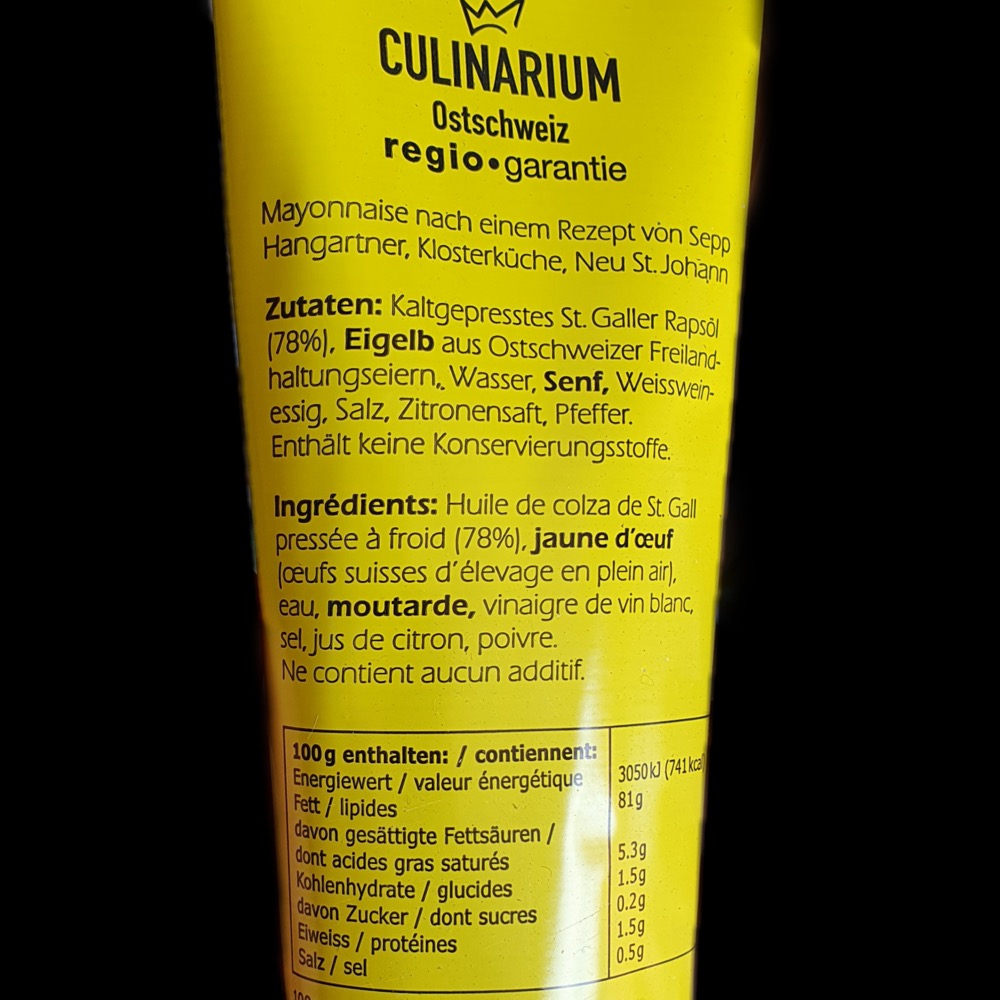 CULINARIUM
Ostschweiz
regio•garantie
Mayonnaise nach einem Rezept von Sepp
Hangartner, Klosterküche, Neu St. Johann
Zutaten: Kaltgepresstes St. Galler Rapsöl
(78%), Eigelb aus Ostschweizer Freiland-
haltungseiern, Wasser, Senf, Weisswein-
essig, Salz, Zitronensaft, Pfeffer.
Enthält keine Konservierungsstoffe.
Ingrédients: Huile de colza de St. Gall
pressée à froid (78%), jaune d'œuf
(œufs suisses d'élevage en plein air),
eau, moutarde, vinaigre de vin blanc,
sel, jus de citron, poivre.
Ne contient aucun additif.
100g enthalten: / contiennent:
Energiewert / valeur énergétique 3050kJ (741kcal)
Fett / lipides 81g
davon gesättigte Fettsäuren /
dont acides gras saturés 5.3g
Kohlenhydrate / glucides 1.5g
davon Zucker / dont sucres 0.2g
Eiweiss / protéines 1.5g
Salz / sel 0.5g